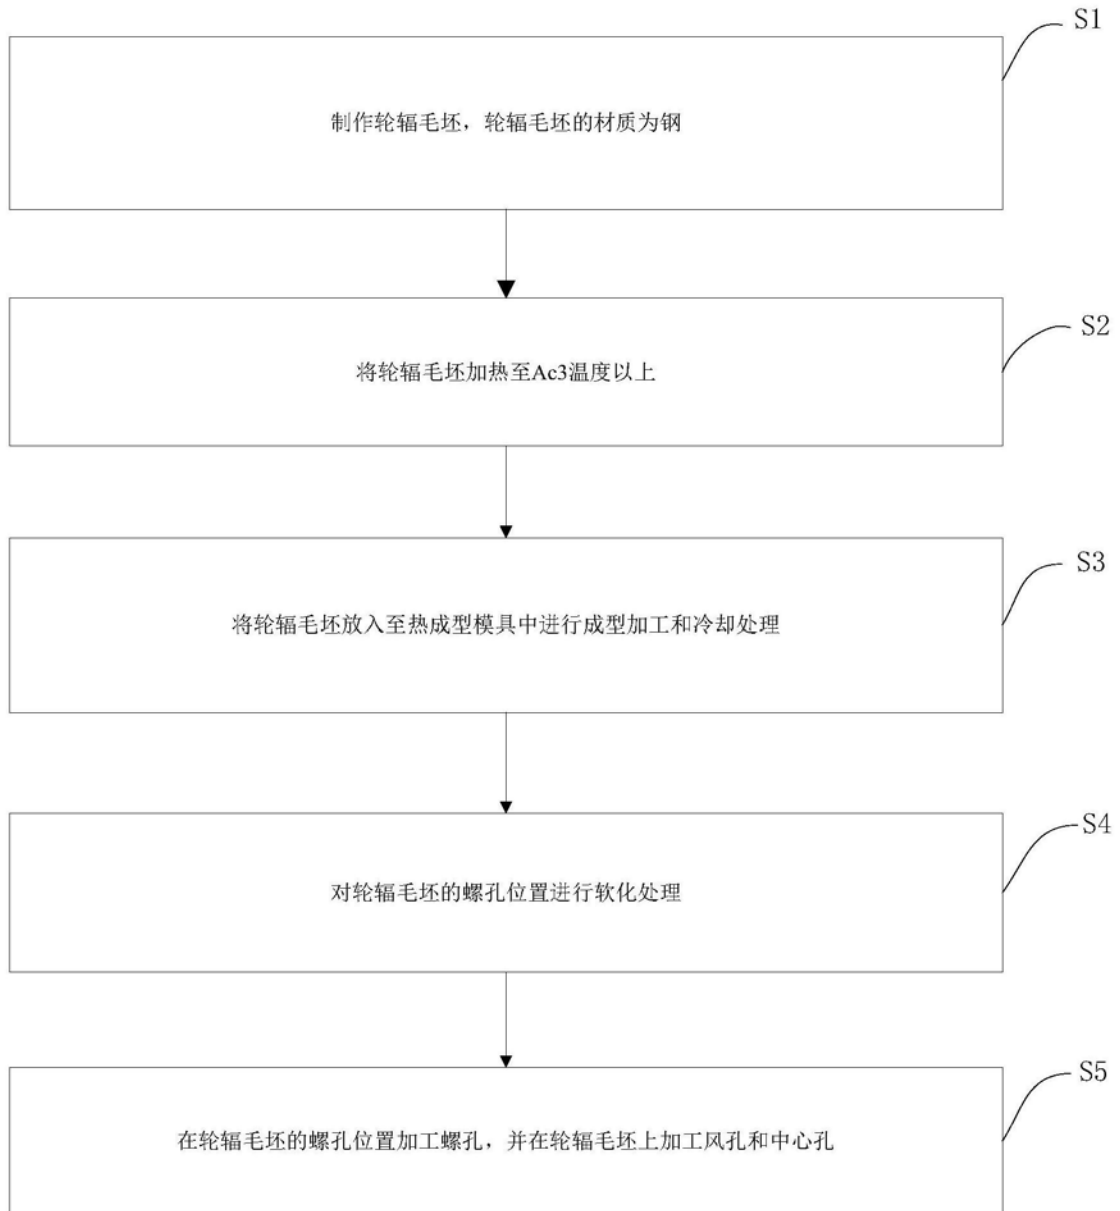 S1
制作轮辐毛坯，轮辐毛坯的材质为钢
S2
将轮辐毛坯加热至Ac3温度以上
S3
将轮辐毛坯放入至热成型模具中进行成型加工和冷却处理
S4
对轮辐毛坯的螺孔位置进行软化处理
S5
在轮辐毛坯的螺孔位置加工螺孔，并在轮辐毛坯上加工风孔和中心孔